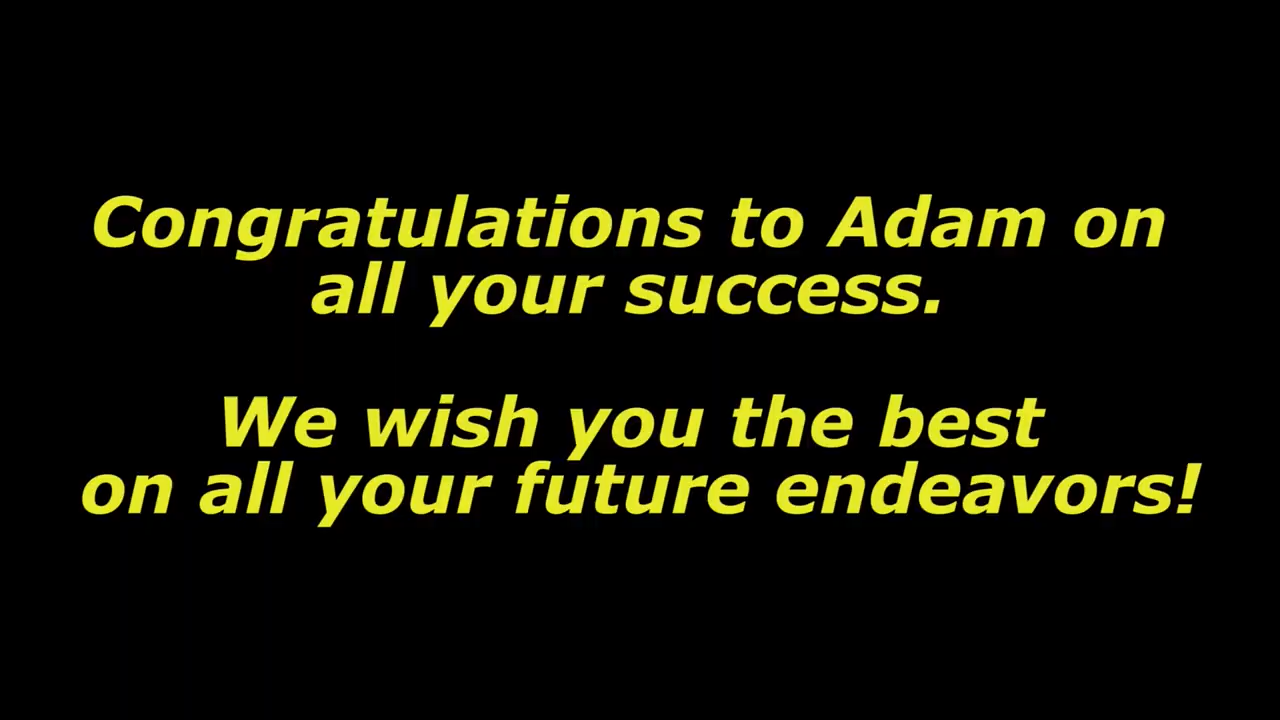 Congratulations to Adam on
all your success.
We wish you the best
on all your future endeavors!